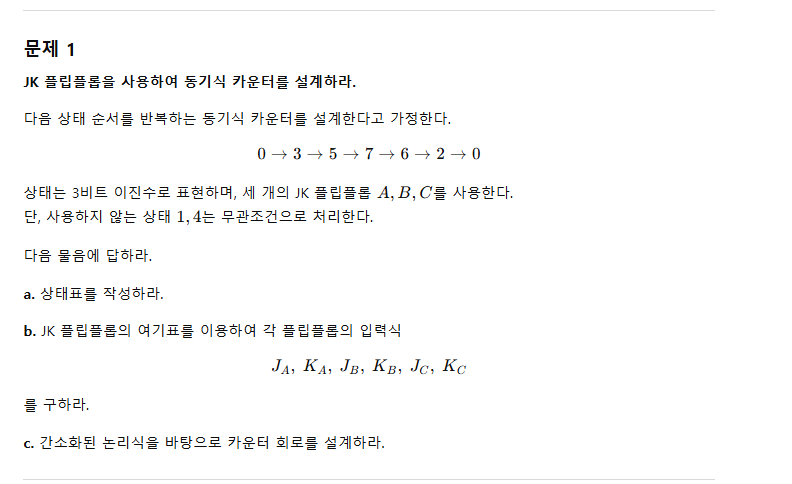 문제 1
JK 플립플롭을 사용하여 동기식 카운터를 설계하라.
다음 상태 순서를 반복하는 동기식 카운터를 설계한다고 가정한다.
0 → 3 → 5 → 7 → 6 → 2 → 0
상태는 3비트 이진수로 표현하며, 세 개의 JK 플립플롭 A, B, C를 사용한다.
단, 사용하지 않는 상태 1, 4는 무관조건으로 처리한다.
다음 물음에 답하라.
a. 상태표를 작성하라.
b. JK 플립플롭의 여기표를 이용하여 각 플립플롭의 입력식
J_A, K_A, J_B, K_B, J_C, K_C
를 구하라.
c. 간소화된 논리식을 바탕으로 카운터 회로를 설계하라.